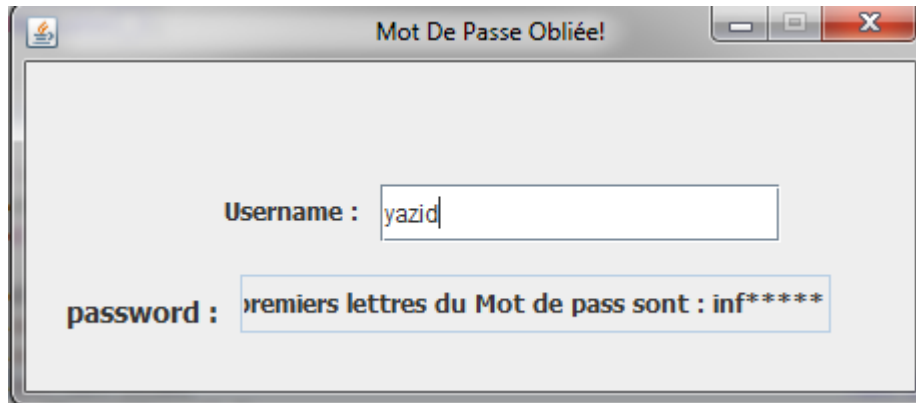 Mot De Passe Obliée!
Username : yazid
password : premiers lettres du Mot de pass sont : inf*****